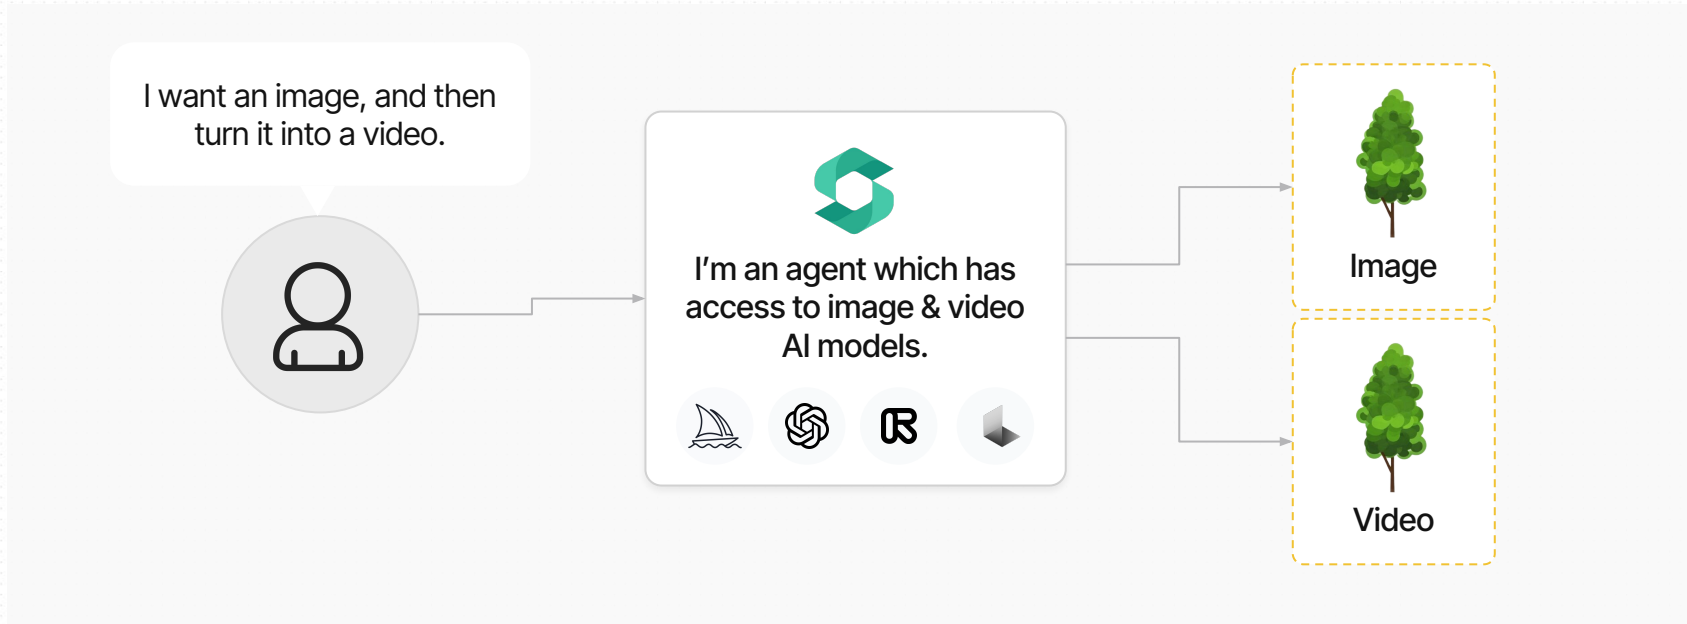 I want an image, and then
turn it into a video.
I’m an agent which has
access to image & video
AI models.
Image
Video